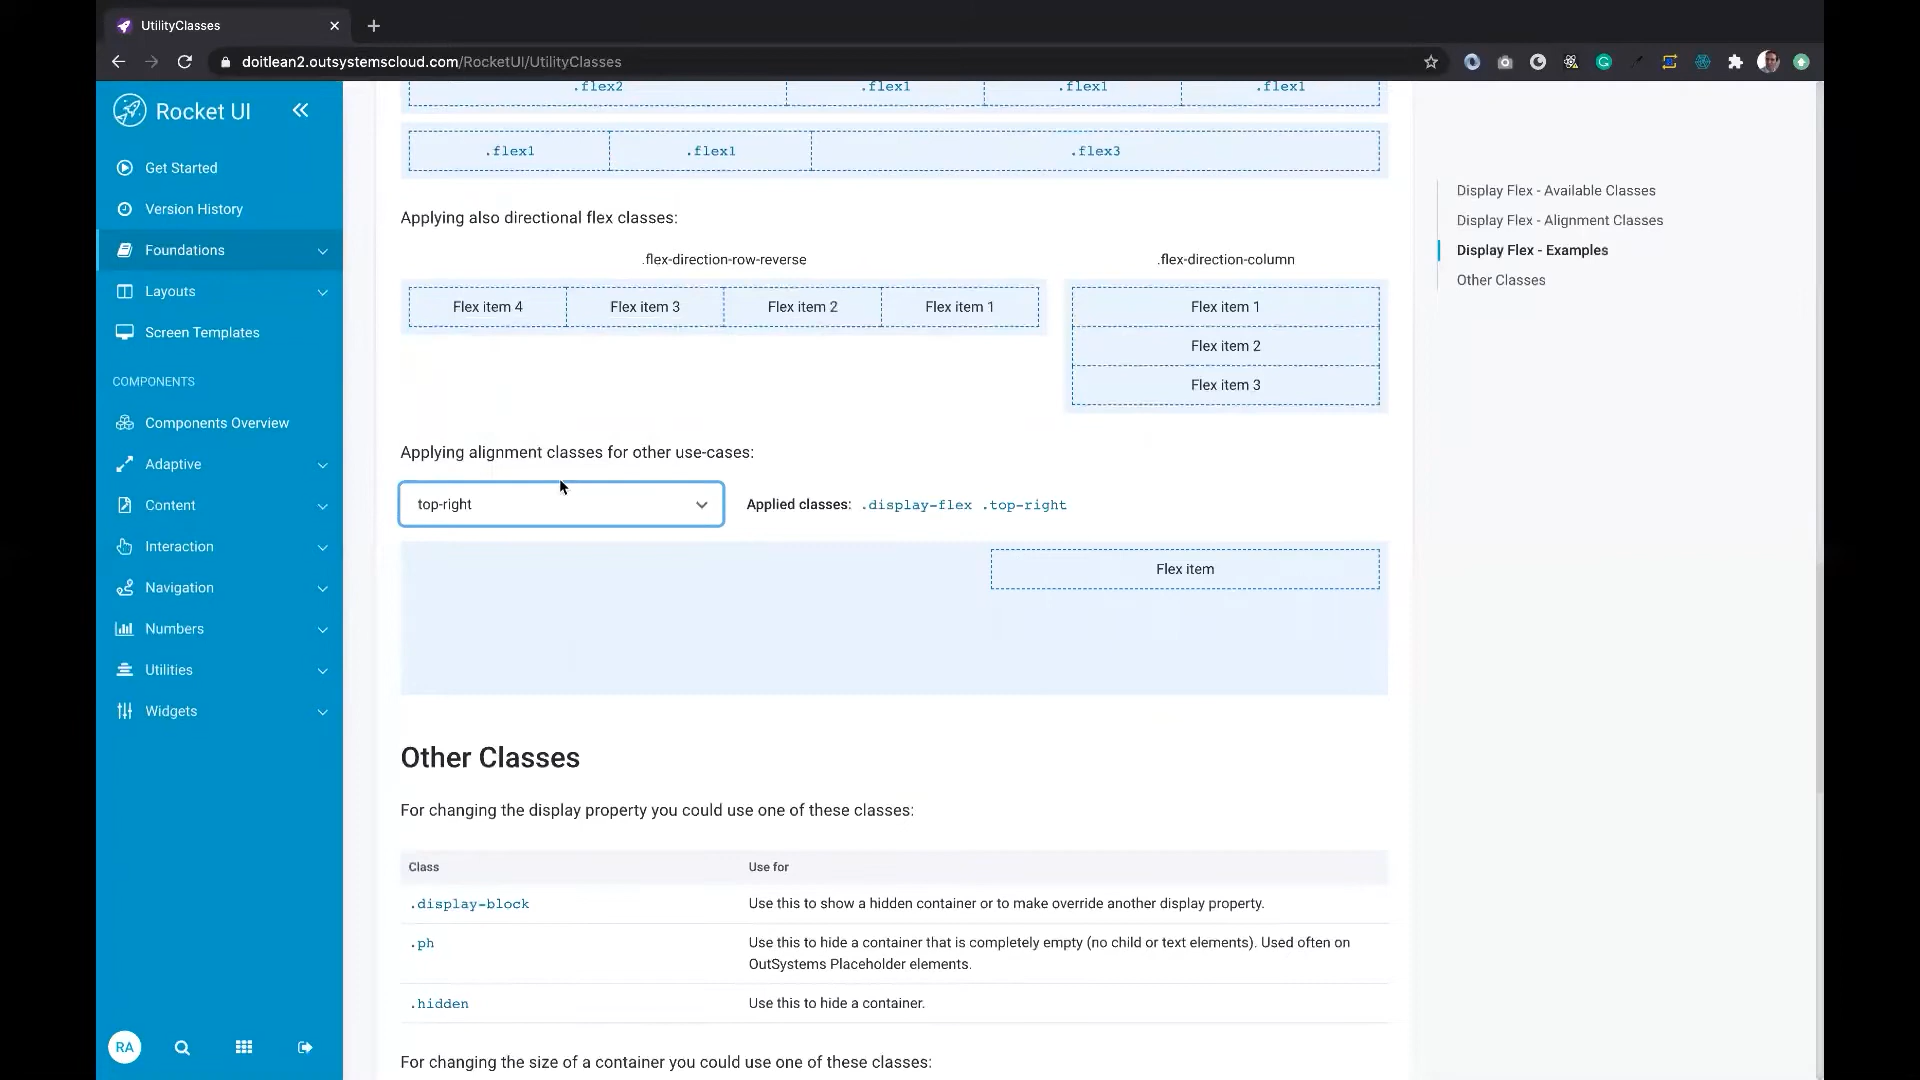 UtilityClasses
doitlean2.outsystemscloud.com/RocketUI/UtilityClasses
Rocket UI
Get Started
Version History
Foundations
Layouts
Screen Templates
COMPONENTS
Components Overview
Adaptive
Content
Interaction
Navigation
Numbers
Utilities
Widgets
RA
.flex2 .flex1 .flex1 .flex1
.flex1 .flex1 .flex3
Applying also directional flex classes:
.flex-direction-row-reverse .flex-direction-column
Flex item 4 Flex item 3 Flex item 2 Flex item 1 Flex item 1
Flex item 2
Flex item 3
Applying alignment classes for other use-cases:
top-right Applied classes: .display-flex .top-right
Flex item
Other Classes
For changing the display property you could use one of these classes:
Class Use for
.display-block Use this to show a hidden container or to make override another display property.
.ph Use this to hide a container that is completely empty (no child or text elements). Used often on
OutSystems Placeholder elements.
.hidden Use this to hide a container.
For changing the size of a container you could use one of these classes:
Display Flex - Available Classes
Display Flex - Alignment Classes
Display Flex - Examples
Other Classes